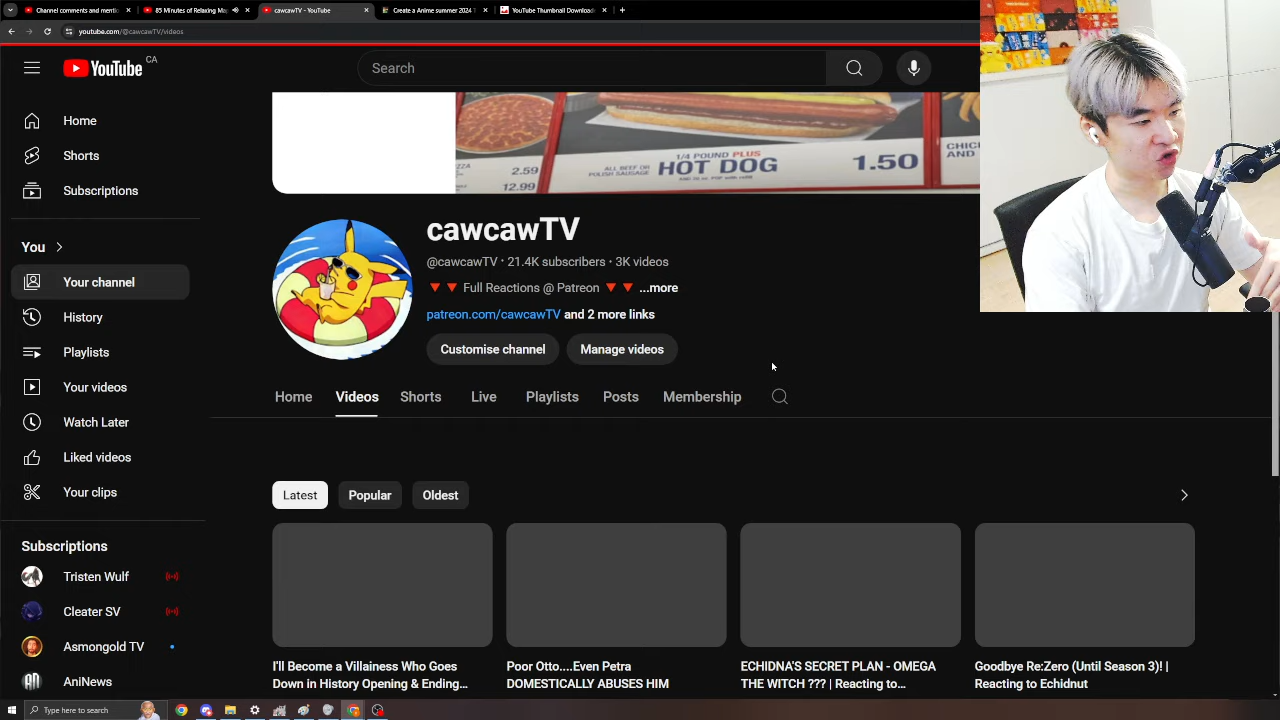 Channel comments and menti
85 Minutes of Relaxing Ma
cawcawTV - YouTube
Create a Anime summer 2024
YouTube Thumbnail Download
youtube.com/@cawcawTV/videos
YouTube CA
Search
Home
Shorts
Subscriptions
You
Your channel
History
Playlists
Your videos
Watch Later
Liked videos
Your clips
Subscriptions
Tristen Wulf
Cleater SV
Asmongold TV
AniNews
2.59
12.99
1/4 POUND PLUS
ALL BEEF OR
POLISH SAUSAGE
HOT DOG
1.50
CHIC
AND
cawcawTV
@cawcawTV • 21.4K subscribers • 3K videos
🔻🔻 Full Reactions @ Patreon 🔻🔻 ...more
patreon.com/cawcawTV and 2 more links
Customise channel
Manage videos
Home
Videos
Shorts
Live
Playlists
Posts
Membership
Latest
Popular
Oldest
I'll Become a Villainess Who Goes
Down in History Opening & Ending...
Poor Otto....Even Petra
DOMESTICALLY ABUSES HIM
ECHIDNA'S SECRET PLAN - OMEGA
THE WITCH ??? | Reacting to...
Goodbye Re:Zero (Until Season 3)! |
Reacting to Echidnut
Type here to search